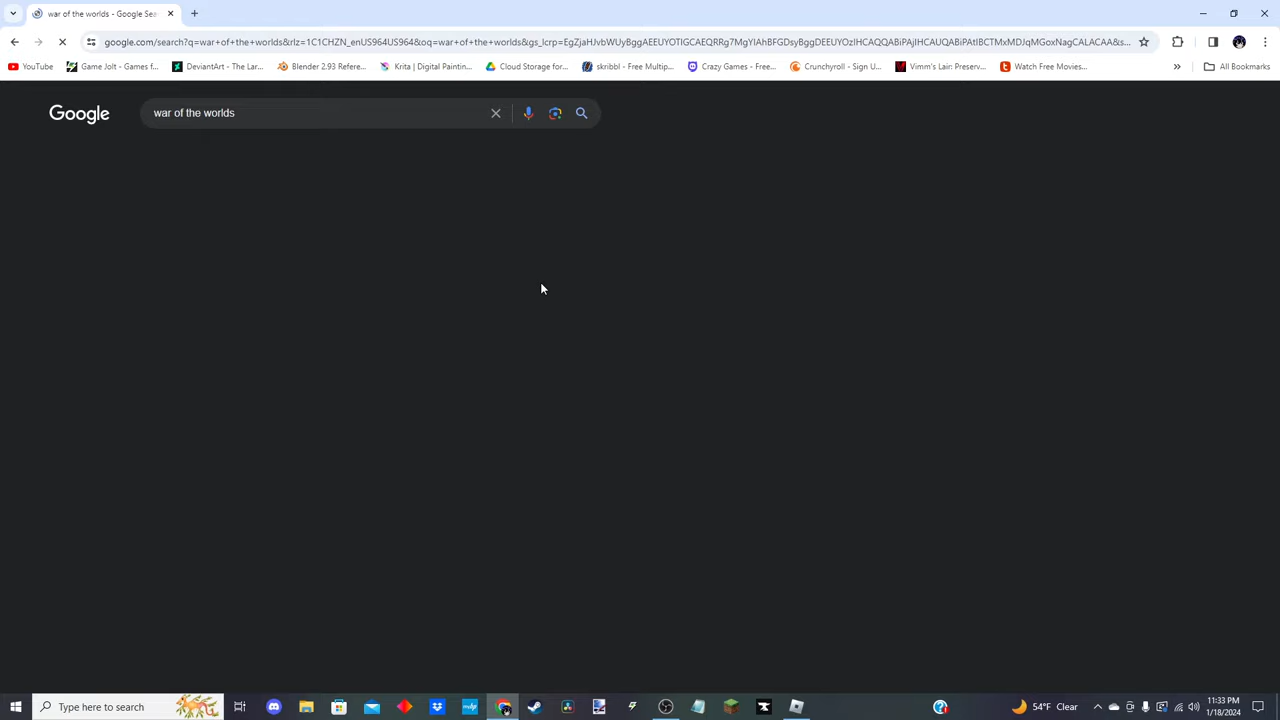 war of the worlds - Google Sea
google.com/search?q=war+of+the+worlds&rlz=1C1CHZN_enUS964US964&oq=war+of+the+worlds&gs_lcrp=EgZjaHJvbWUyBggAEEUYOTIGCAEQRRg7MgYIAhBFGDsyBggDEEUYOzIHCAQQABiPAjIHCAUQABiPAtIBCTMxMDJqMGoxNagCALACAA&s...
YouTube
Game Jolt - Games f...
DeviantArt - The Lar...
Blender 2.93 Refere...
Krita | Digital Paintin...
Cloud Storage for...
skribbl - Free Multip...
Crazy Games - Free...
Crunchyroll - Sign U...
Vimm's Lair: Preserv...
Watch Free Movies...
All Bookmarks
Google
war of the worlds
Type here to search
54°F Clear
11:33 PM
1/18/2024